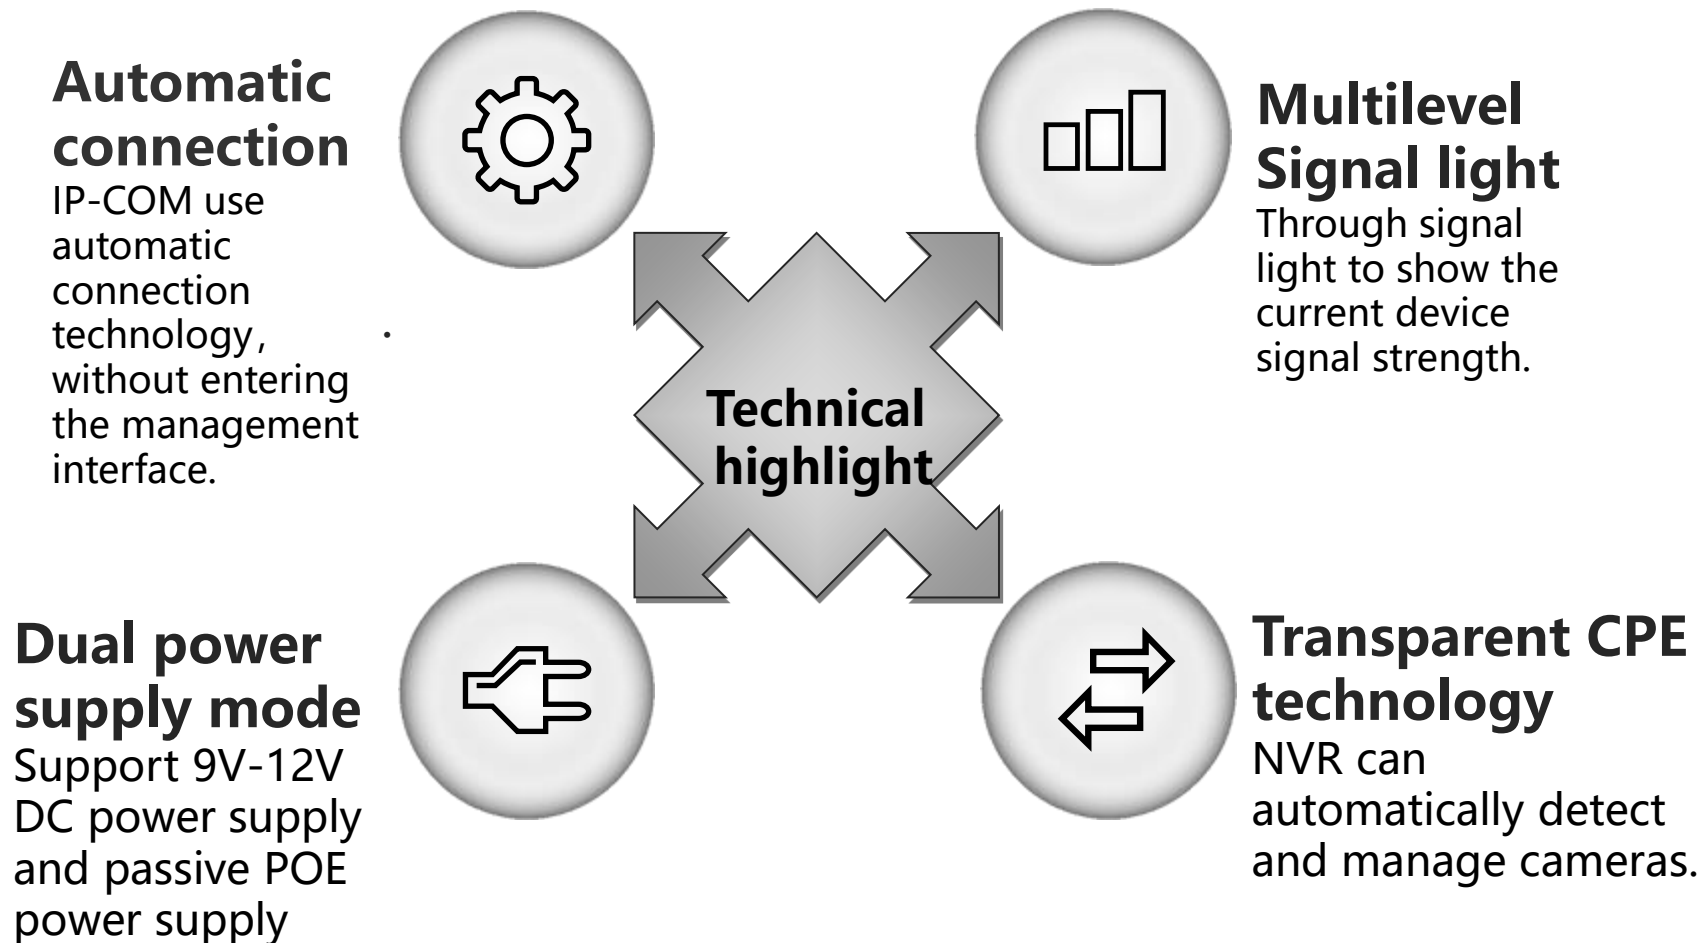 Automatic
connection
IP-COM use
automatic
connection
technology,
without entering
the management
interface.
.
Multilevel
Signal light
Through signal
light to show the
current device
signal strength.
Technical
highlight
Dual power
supply mode
Support 9V-12V
DC power supply
and passive POE
power supply
Transparent CPE
technology
NVR can
automatically detect
and manage cameras.